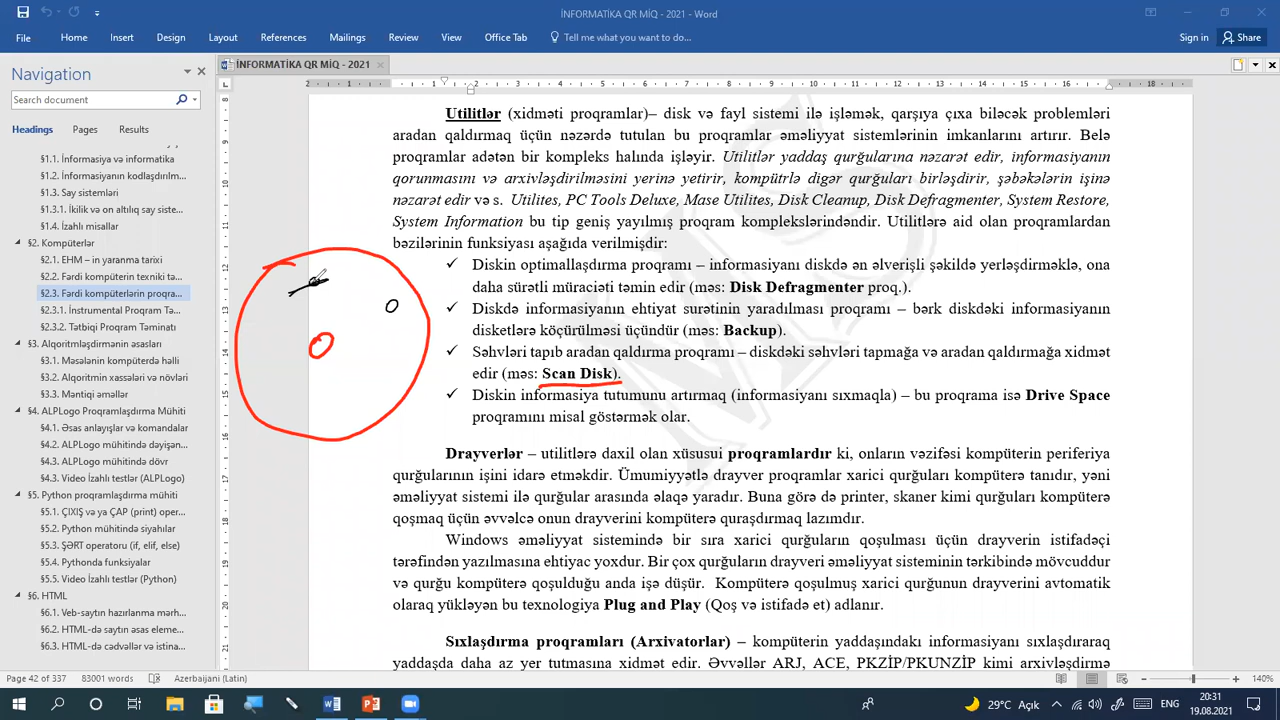 İNFORMATİKA QR MİQ - 2021 - Word
File Home Insert Design Layout References Mailings Review View Office Tab Tell me what you want to do... Sign in Share
İNFORMATİKA QR MİQ - 2021
Navigation
Search document
Headings Pages Results
§1.1. İnformasiya və informatika
§1.2. İnformasiyanın kodlaşdırılm...
§1.3. Say sistemləri
§1.3.1. İkilik və on altılıq say siste...
§1.4. İzahlı misallar
§2. Kompüterlər
§2.1. EHM – in yaranma tarixi
§2.2. Fərdi kompüterin texniki tə...
§2.3. Fərdi kompüterlərin proqra...
§2.3.1. İnstrumental Proqram Tə...
§2.3.2. Tətbiqi Proqram Təminatı
§3. Alqoritmləşdirmənin əsasları
§3.1. Məsələnin kompüterdə həlli
§3.2. Alqoritmin xassələri və növləri
§3.3. Məntiqi əməllər
§4. ALPLogo Proqramlaşdırma Mühiti
§4.1. Əsas anlayışlar və komandalar
§4.2. ALPLogo mühitində dəyişən...
§4.3. ALPLogo mühitində dövr
§4.3. Video İzahlı testlər (ALPLogo)
§5. Python proqramlaşdırma mühiti
§5.1. ÇIXIŞ və ya ÇAP (print) oper...
§5.2. Python mühitində siyahılar
§5.3. ŞƏRT operatoru (if, elif, else)
§5.4. Pythonda funksiyalar
§5.5. Video İzahlı testlər (Python)
§6. HTML
§6.1. Veb-saytın hazırlanma mərh...
§6.2. HTML-də saytın əsas eleme...
§6.3. HTML-də cədvəllər və istina...
Utilitlər (xidməti proqramlar)– disk və fayl sistemi ilə işləmək, qarşıya çıxa biləcək problemləri
aradan qaldırmaq üçün nəzərdə tutulan bu proqramlar əməliyyat sistemlərinin imkanlarını artırır. Belə
proqramlar adətən bir kompleks halında işləyir. Utilitlər yaddaş qurğularına nəzarət edir, informasiyanın
qorunmasını və arxivləşdirilməsini yerinə yetirir, kompütrlə digər qurğuları birləşdirir, şəbəkələrin işinə
nəzarət edir və s. Utilites, PC Tools Deluxe, Mase Utilites, Disk Cleanup, Disk Defragmenter, System Restore,
System Information bu tip geniş yayılmış proqram komplekslərindəndir. Utilitlərə aid olan proqramlardan
bəzilərinin funksiyası aşağıda verilmişdir:
✓ Diskin optimallaşdırma proqramı – informasiyanı diskdə ən əlverişli şəkildə yerləşdirməklə, ona
daha sürətli müraciəti təmin edir (məs: Disk Defragmenter proq.).
✓ Diskdə informasiyanın ehtiyat surətinin yaradılması proqramı – bərk diskdəki informasiyanın
disketlərə köçürülməsi üçündür (məs: Backup).
✓ Səhvləri tapıb aradan qaldırma proqramı – diskdəki səhvləri tapmağa və aradan qaldırmağa xidmət
edir (məs: Scan Disk).
✓ Diskin informasiya tutumunu artırmaq (informasiyanı sıxmaqla) – bu proqrama isə Drive Space
proqramını misal göstərmək olar.
Drayverlər – utilitlərə daxil olan xüsusui proqramlardır ki, onların vəzifəsi kompüterin periferiya
qurğularının işini idarə etməkdir. Ümumiyyətlə drayver proqramlar xarici qurğuları kompüterə tanıdır, yəni
əməliyyat sistemi ilə qurğular arasında əlaqə yaradır. Buna görə də printer, skaner kimi qurğuları kompüterə
qoşmaq üçün əvvəlcə onun drayverini kompüterə quraşdırmaq lazımdır.
Windows əməliyyat sistemində bir sıra xarici qurğuların qoşulması üçün drayverin istifadəçi
tərəfindən yazılmasına ehtiyac yoxdur. Bir çox qurğuların drayveri əməliyyat sisteminin tərkibində mövcuddur
və qurğu kompüterə qoşulduğu anda işə düşür. Kompüterə qoşulmuş xarici qurğunun drayverini avtomatik
olaraq yükləyən bu texnologiya Plug and Play (Qoş və istifadə et) adlanır.
Sıxlaşdırma proqramları (Arxivatorlar) – kompüterin yaddaşındakı informasiyanı sıxlaşdıraraq
yaddaşda daha az yer tutmasına xidmət edir. Əvvəllər ARJ, ACE, PKZİP/PKUNZİP kimi arxivləşdirmə
Page 42 of 337 83001 words Azerbaijani (Latin) 140%
29°C Açık 20:31
19.08.2021